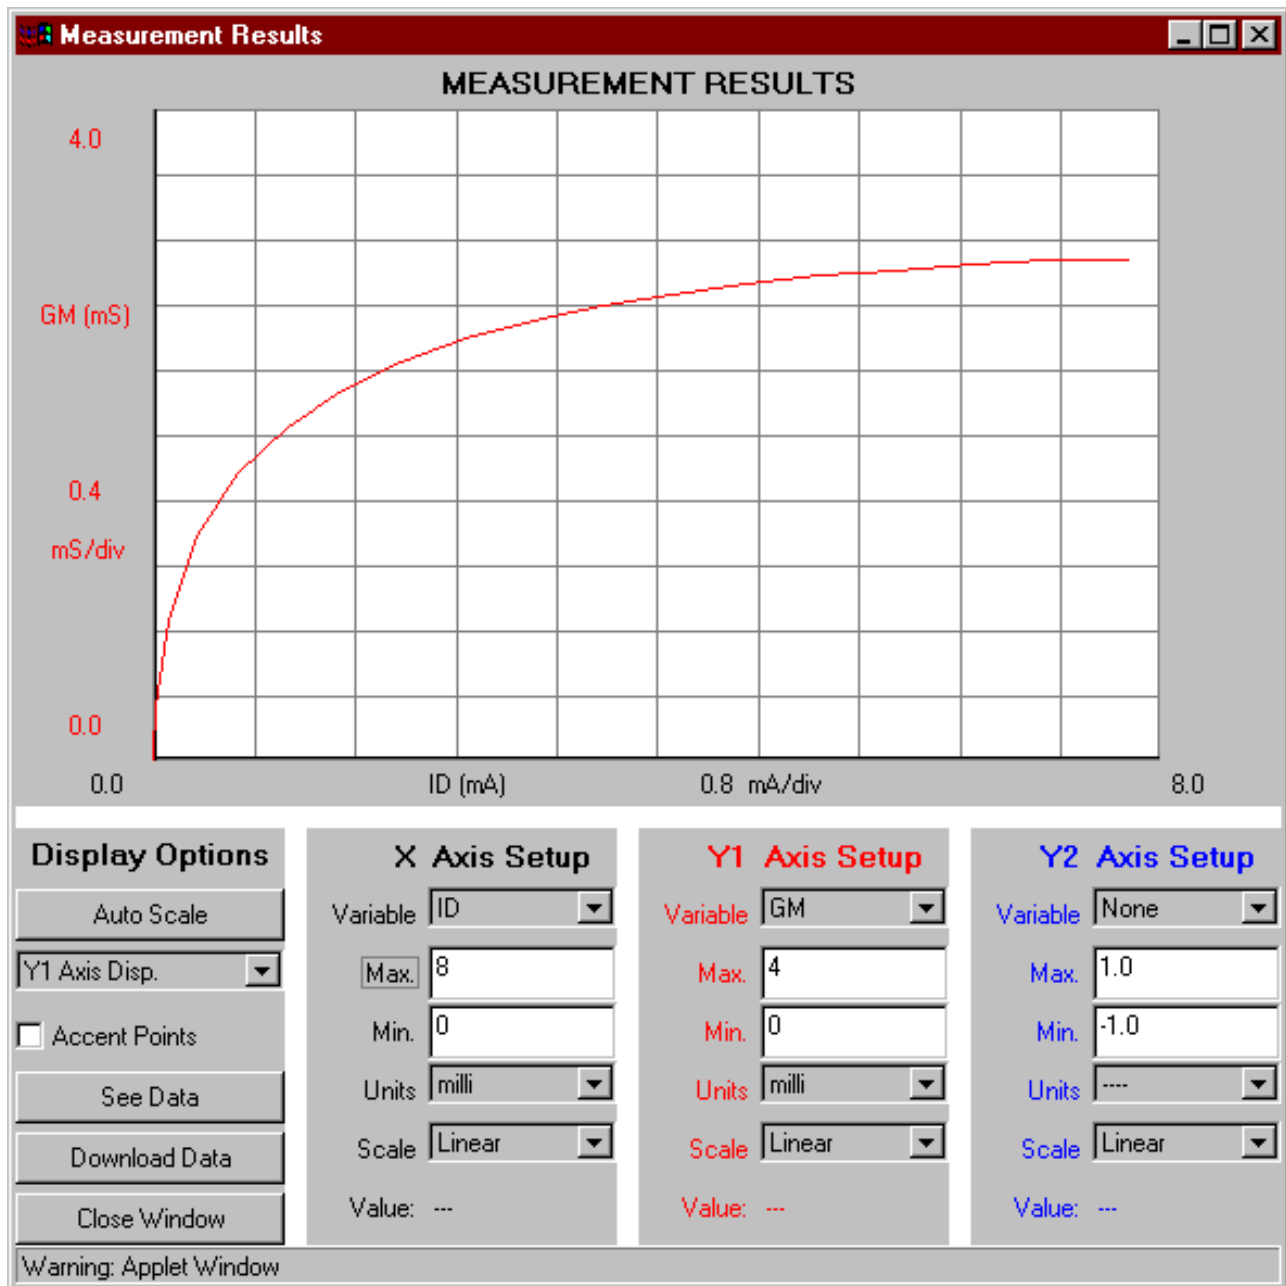 Measurement Results
MEASUREMENT RESULTS
4.0
GM (mS)
0.4
mS/div
0.0
0.0 ID (mA) 0.8 mA/div 8.0
Display Options
Auto Scale
Y1 Axis Disp.
Accent Points
See Data
Download Data
Close Window
X Axis Setup
Variable ID
Max. 8
Min. 0
Units milli
Scale Linear
Value: ---
Y1 Axis Setup
Variable GM
Max. 4
Min. 0
Units milli
Scale Linear
Value: ---
Y2 Axis Setup
Variable None
Max. 1.0
Min. -1.0
Units ----
Scale Linear
Value: ---
Warning: Applet Window